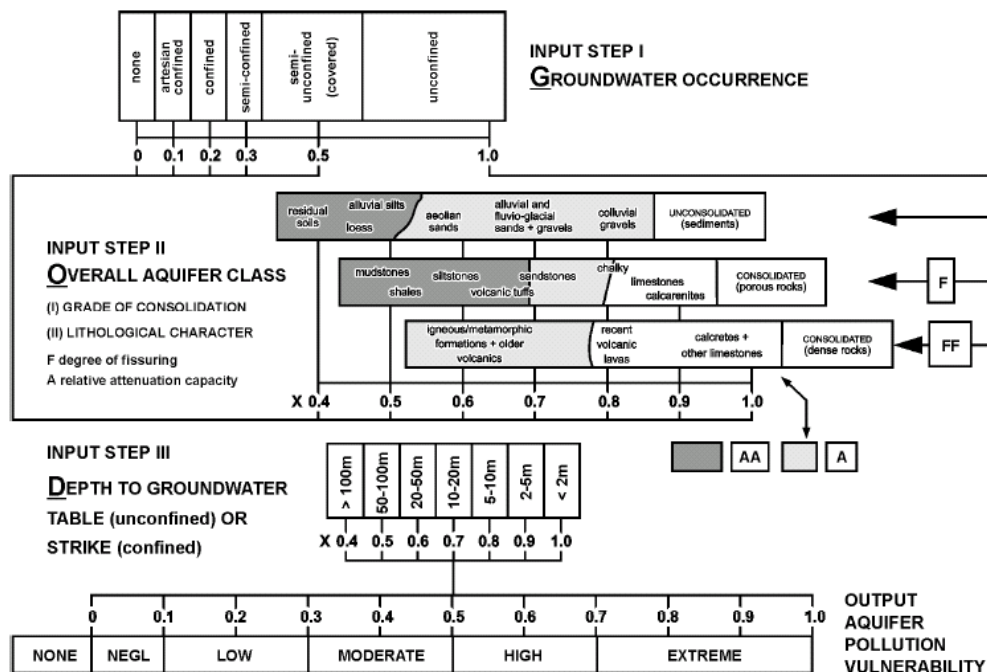 none
artesian
confined
confined
semi-confined
semi-
unconfined
(covered)
unconfined
INPUT STEP I
GROUNDWATER OCCURRENCE
0 0.1 0.2 0.3 0.5 1.0
INPUT STEP II
OVERALL AQUIFER CLASS
(I) GRADE OF CONSOLIDATION
(II) LITHOLOGICAL CHARACTER
F degree of fissuring
A relative attenuation capacity
residual
soils
alluvial silts
loess
aeolian
sands
alluvial and
fluvio-glacial
sands + gravels
colluvial
gravels
UNCONSOLIDATED
(sediments)
mudstones
shales
siltstones
volcanic tuffs
sandstones
chalky
limestones
calcarenites
CONSOLIDATED
(porous rocks)
F
igneous/metamorphic
formations + older
volcanics
recent
volcanic
lavas
calcretes +
other limestones
CONSOLIDATED
(dense rocks)
FF
X 0.4 0.5 0.6 0.7 0.8 0.9 1.0
AA A
INPUT STEP III
DEPTH TO GROUNDWATER
TABLE (unconfined) OR
STRIKE (confined)
> 100m
50-100m
20-50m
10-20m
5-10m
2-5m
< 2m
X 0.4 0.5 0.6 0.7 0.8 0.9 1.0
0 0.1 0.2 0.3 0.4 0.5 0.6 0.7 0.8 0.9 1.0
NONE NEGL LOW MODERATE HIGH EXTREME
OUTPUT
AQUIFER
POLLUTION
VULNERABILITY